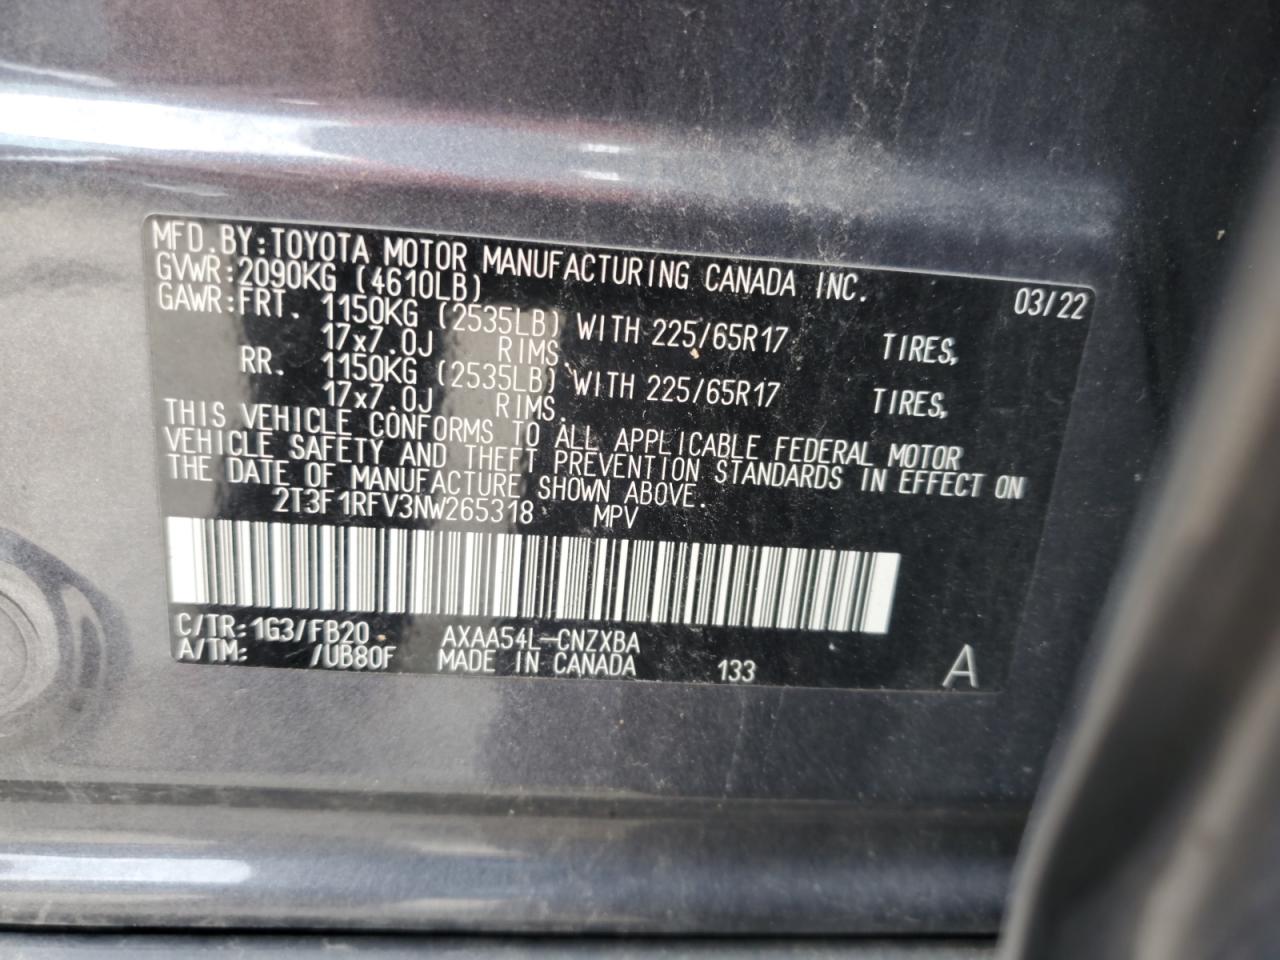 MFD.BY:TOYOTA MOTOR MANUFACTURING CANADA INC.
GVWR:2090KG (4610LB) 03/22
GAWR:FRT. 1150KG (2535LB) WITH 225/65R17 TIRES,
17x7.0J RIMS.
RR. 1150KG (2535LB) WITH 225/65R17 TIRES,
17x7.0J RIMS.
THIS VEHICLE CONFORMS TO ALL APPLICABLE FEDERAL MOTOR
VEHICLE SAFETY AND THEFT PREVENTION STANDARDS IN EFFECT ON
THE DATE OF MANUFACTURE SHOWN ABOVE.
2T3F1RFV3NW265318 MPV
C/TR:1G3/FB20 AXAA54L-CNZXBA
A/TM: /UB80F MADE IN CANADA 133 A